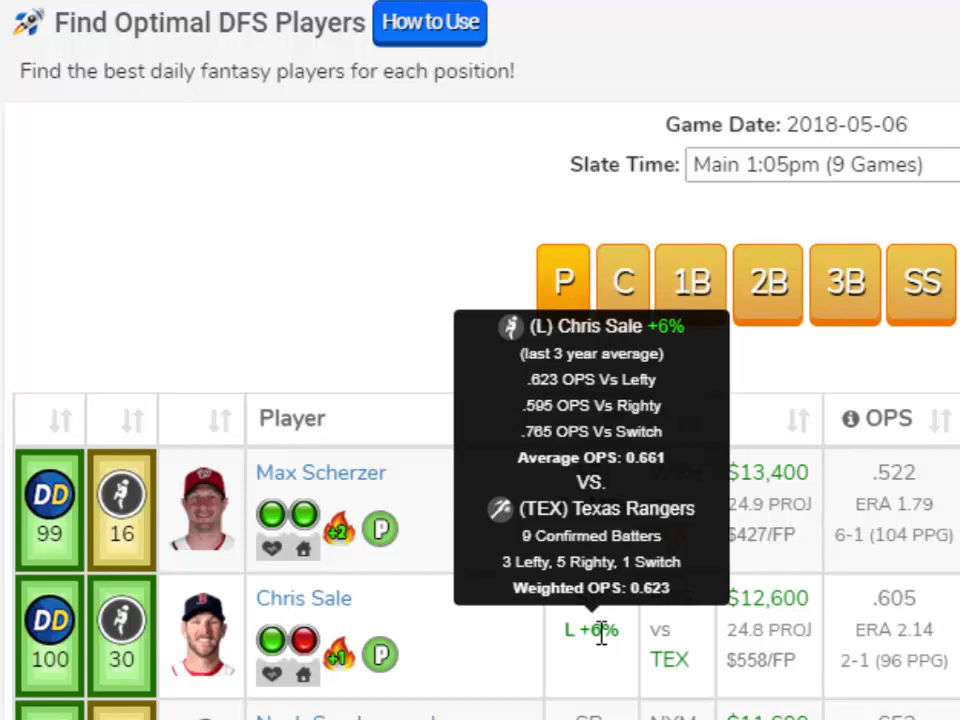 Find Optimal DFS Players How to Use
Find the best daily fantasy players for each position!
Game Date: 2018-05-06
Slate Time: Main 1:05pm (9 Games)
P C 1B 2B 3B SS
(L) Chris Sale +6%
(last 3 year average)
.623 OPS Vs Lefty
.595 OPS Vs Righty
.765 OPS Vs Switch
Average OPS: 0.661
VS.
(TEX) Texas Rangers
9 Confirmed Batters
3 Lefty, 5 Righty, 1 Switch
Weighted OPS: 0.623
Player OPS
DD 99 16 Max Scherzer +2 P $13,400 24.9 PROJ $427/FP .522 ERA 1.79 6-1 (104 PPG)
DD 100 30 Chris Sale +1 P L +6% vs TEX $12,600 24.8 PROJ $558/FP .605 ERA 2.14 2-1 (96 PPG)